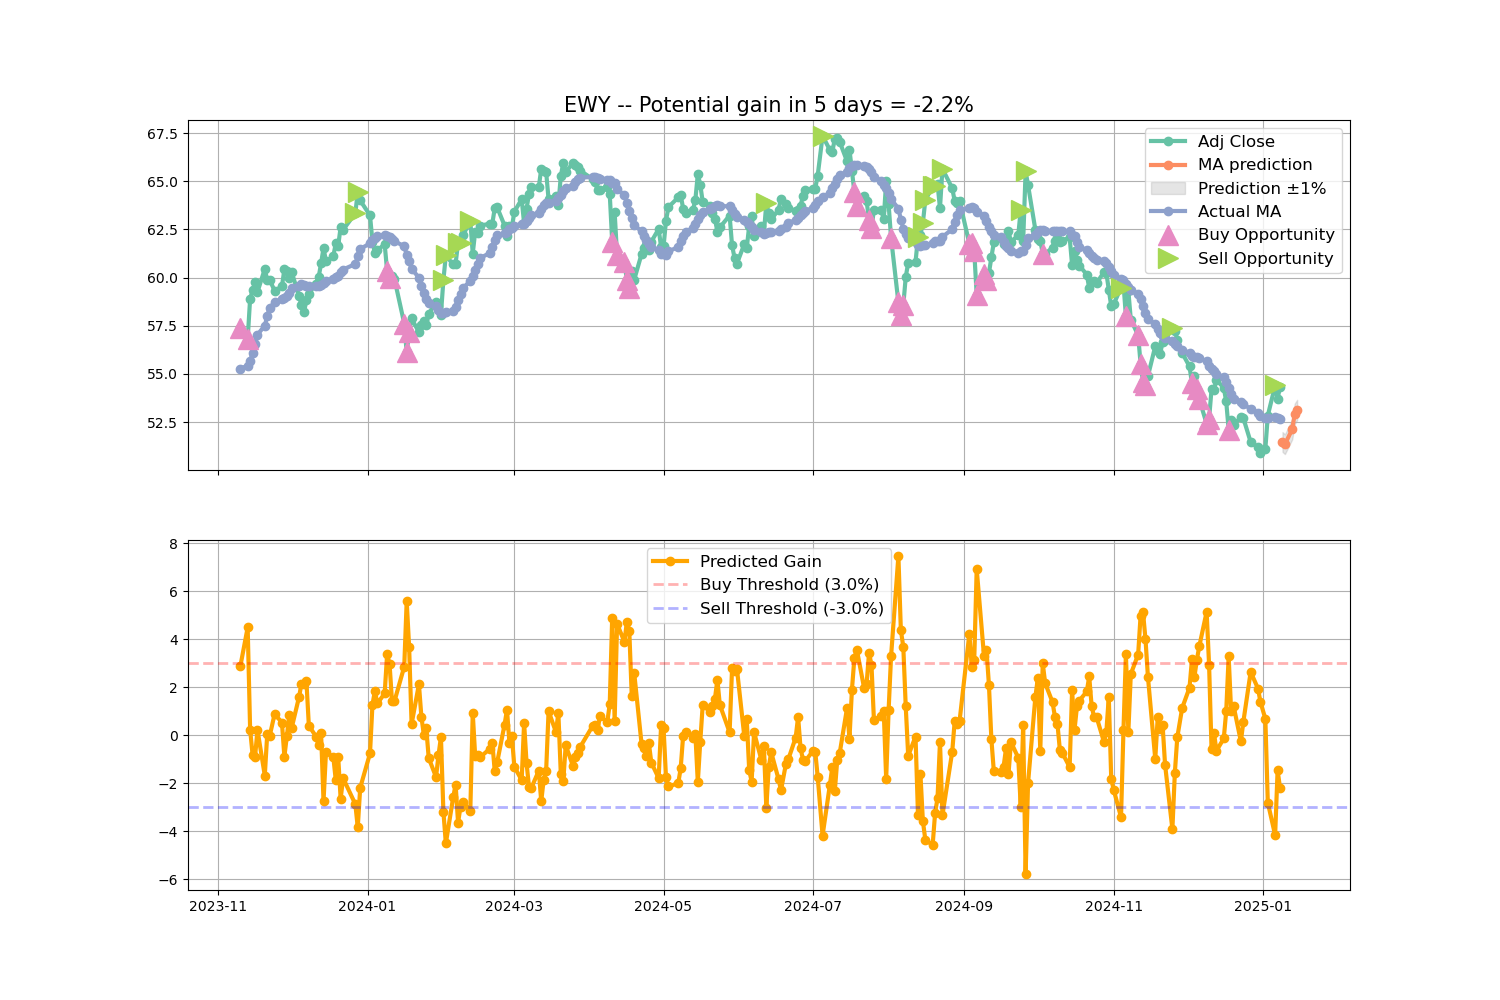 EWY -- Potential gain in 5 days = -2.2%
67.5
65.0
62.5
60.0
57.5
55.0
52.5
Adj Close
MA prediction
Prediction ±1%
Actual MA
Buy Opportunity
Sell Opportunity
8
6
4
2
0
−2
−4
−6
Predicted Gain
Buy Threshold (3.0%)
Sell Threshold (-3.0%)
2023-11
2024-01
2024-03
2024-05
2024-07
2024-09
2024-11
2025-01